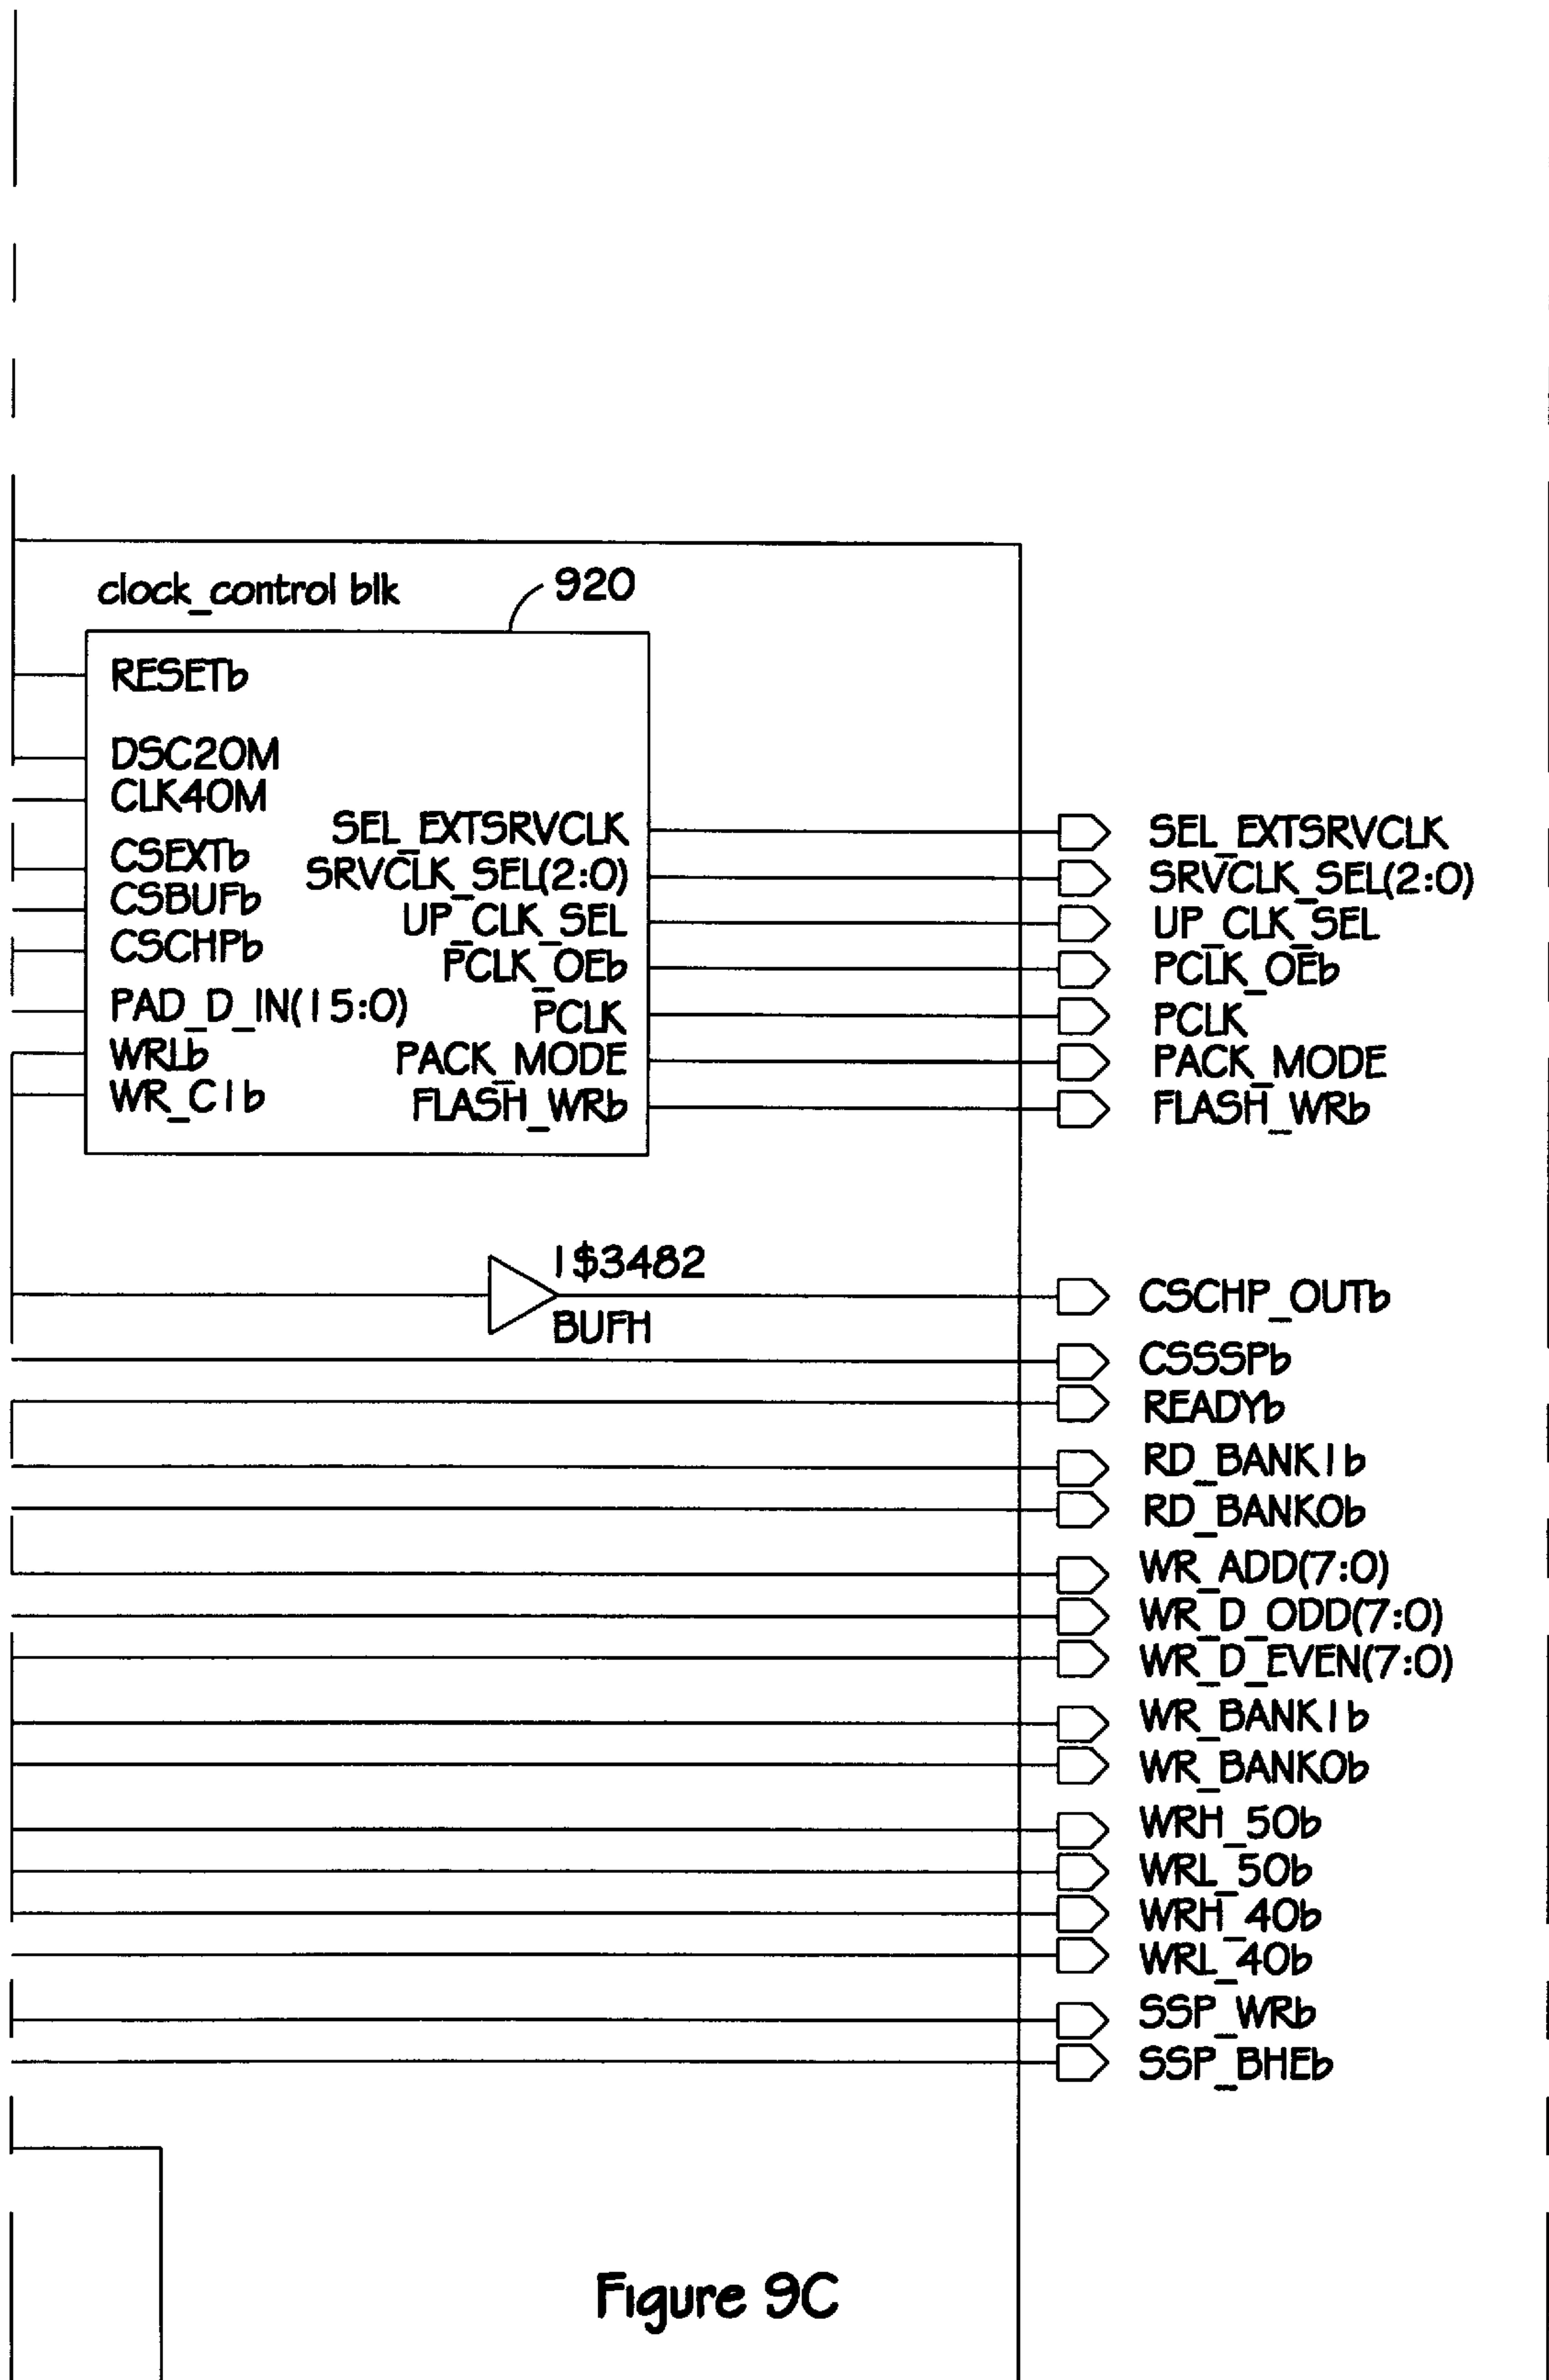 clock_control blk
920
RESETb
DSC20M
CLK40M
CSEXTb
CSBUFb
CSCHPb
PAD_D_IN(15:0)
WRLb
WR_C1b
SEL_EXTSRVCLK
SRVCLK_SEL(2:0)
UP_CLK_SEL
PCLK_OEb
PCLK
PACK_MODE
FLASH_WRb
SEL_EXTSRVCLK
SRVCLK_SEL(2:0)
UP_CLK_SEL
PCLK_OEb
PCLK
PACK_MODE
FLASH_WRb
1$3482
BUFH
CSCHP_OUTb
CSSSPb
READYb
RD_BANK1b
RD_BANK0b
WR_ADD(7:0)
WR_D_ODD(7:0)
WR_D_EVEN(7:0)
WR_BANK1b
WR_BANK0b
WRH_50b
WRL_50b
WRH_40b
WRL_40b
SSP_WRb
SSP_BHEb
Figure 9C